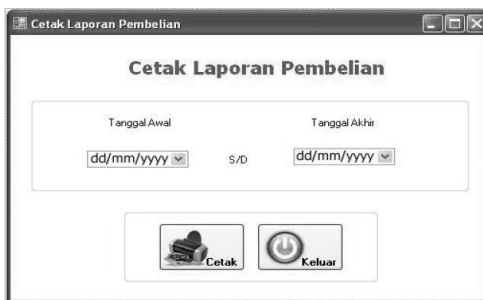 Cetak Laporan Pembelian
Cetak Laporan Pembelian
Tanggal Awal Tanggal Akhir
dd/mm/yyyy S/D dd/mm/yyyy
Cetak Keluar